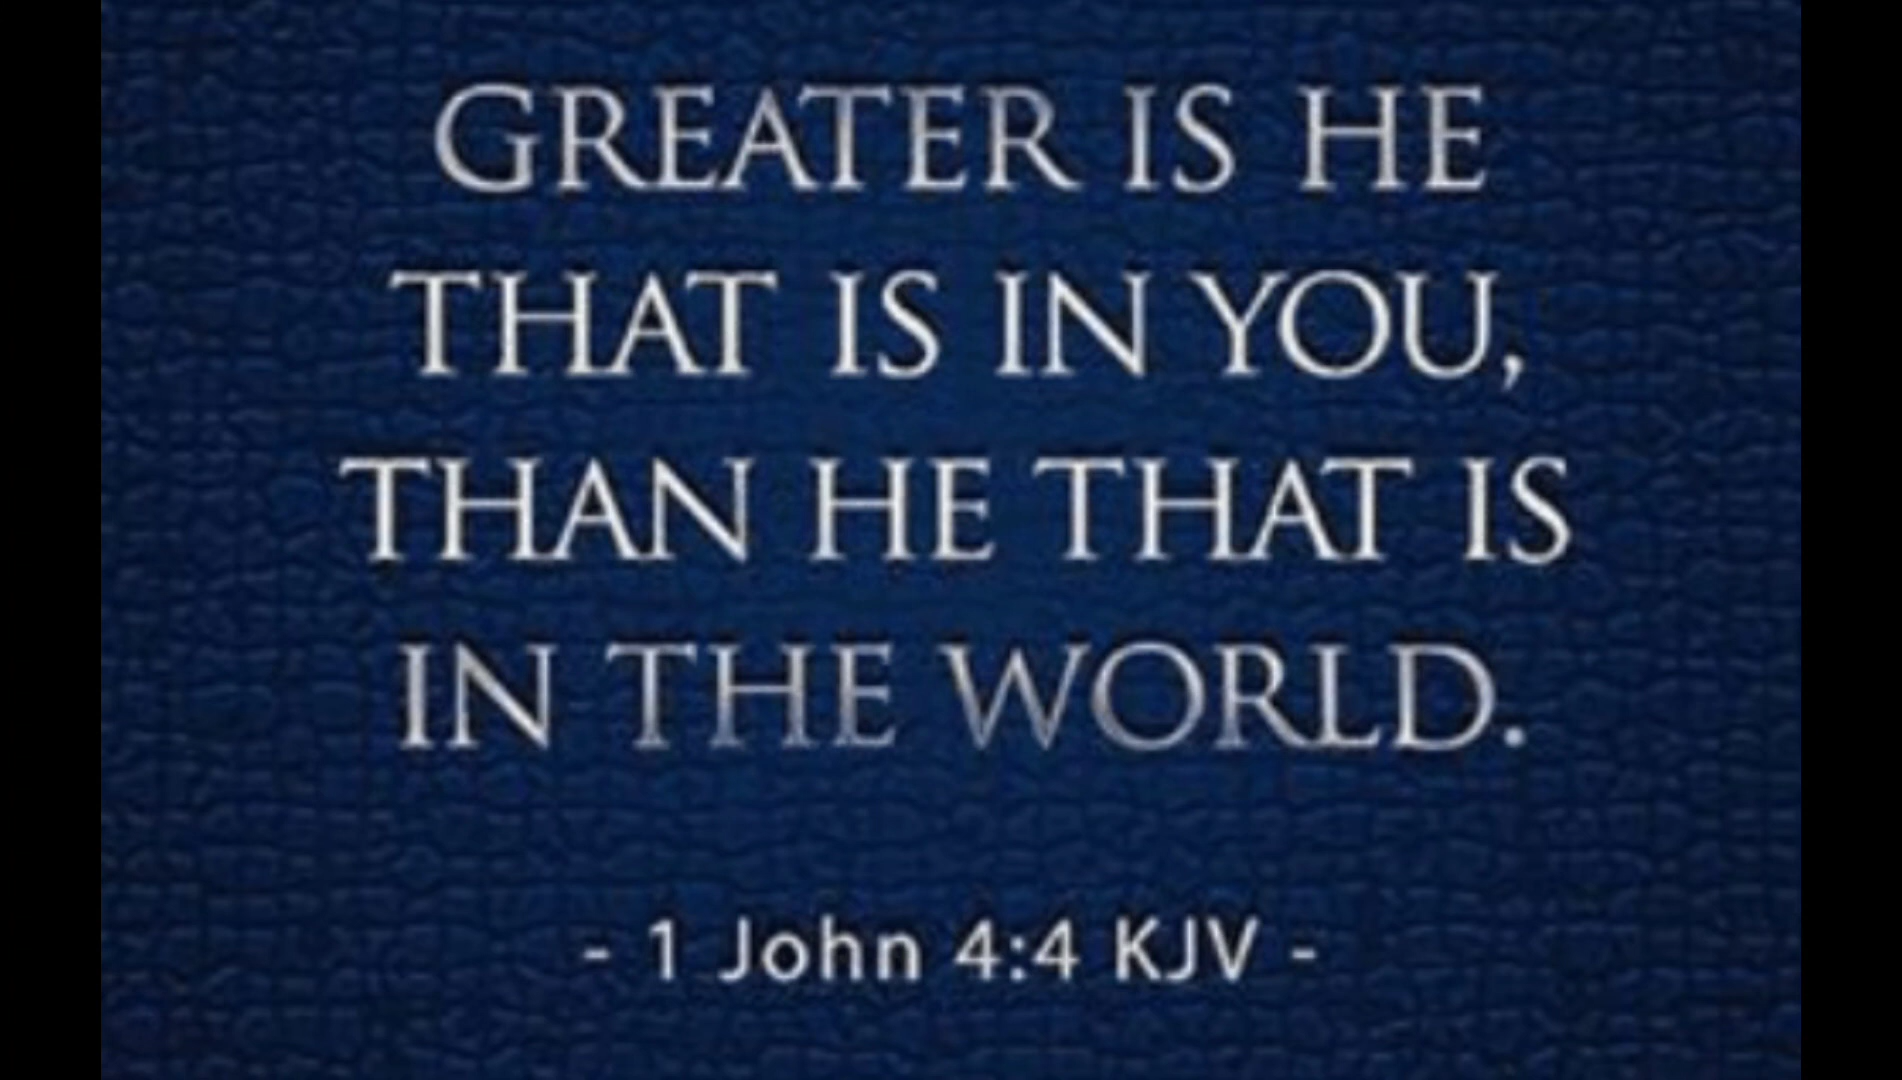 GREATER IS HE
THAT IS IN YOU,
THAN HE THAT IS
IN THE WORLD.
- 1 John 4:4 KJV -